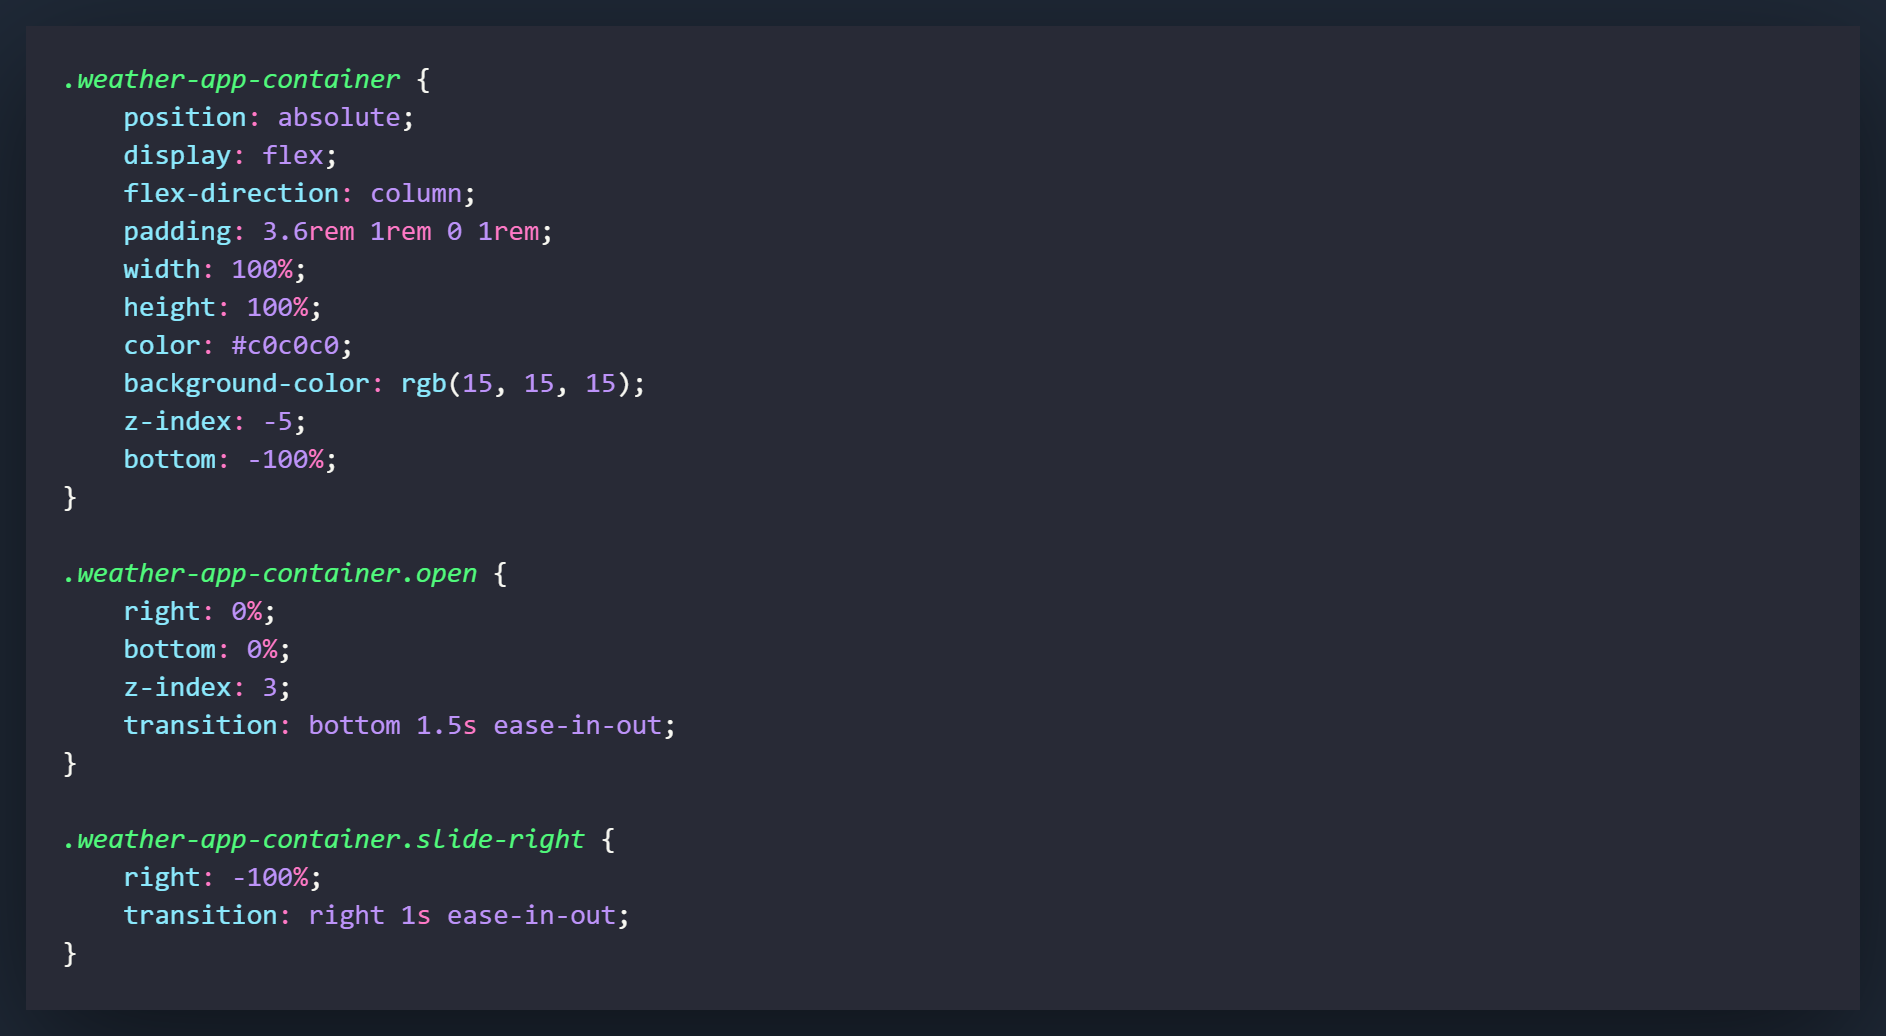 .weather-app-container {
    position: absolute;
    display: flex;
    flex-direction: column;
    padding: 3.6rem 1rem 0 1rem;
    width: 100%;
    height: 100%;
    color: #c0c0c0;
    background-color: rgb(15, 15, 15);
    z-index: -5;
    bottom: -100%;
}

.weather-app-container.open {
    right: 0%;
    bottom: 0%;
    z-index: 3;
    transition: bottom 1.5s ease-in-out;
}

.weather-app-container.slide-right {
    right: -100%;
    transition: right 1s ease-in-out;
}